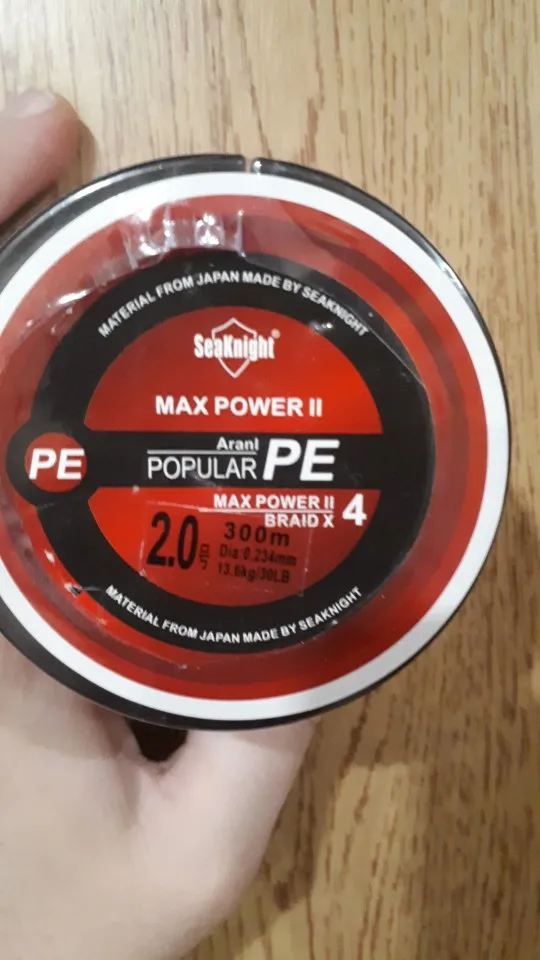 MATERIAL FROM JAPAN MADE BY SEAKNIGHT
SeaKnight®
MAX POWER II
PE
Aranl
POPULAR PE
MAX POWER II
BRAID X 4
2.0
300m
Dia:0.234mm
13.6kg/30LB
MATERIAL FROM JAPAN MADE BY SEAKNIGHT